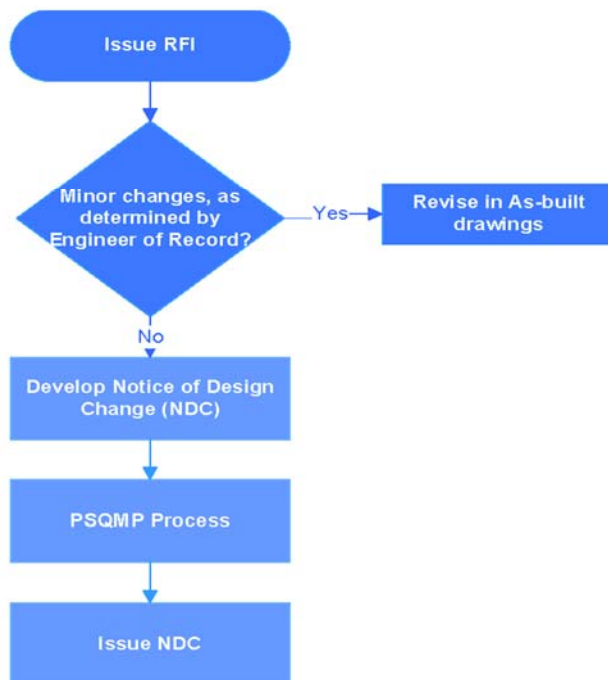 Issue RFI
Minor changes, as
determined by
Engineer of Record?
Yes
Revise in As-built
drawings
No
Develop Notice of Design
Change (NDC)
PSQMP Process
Issue NDC